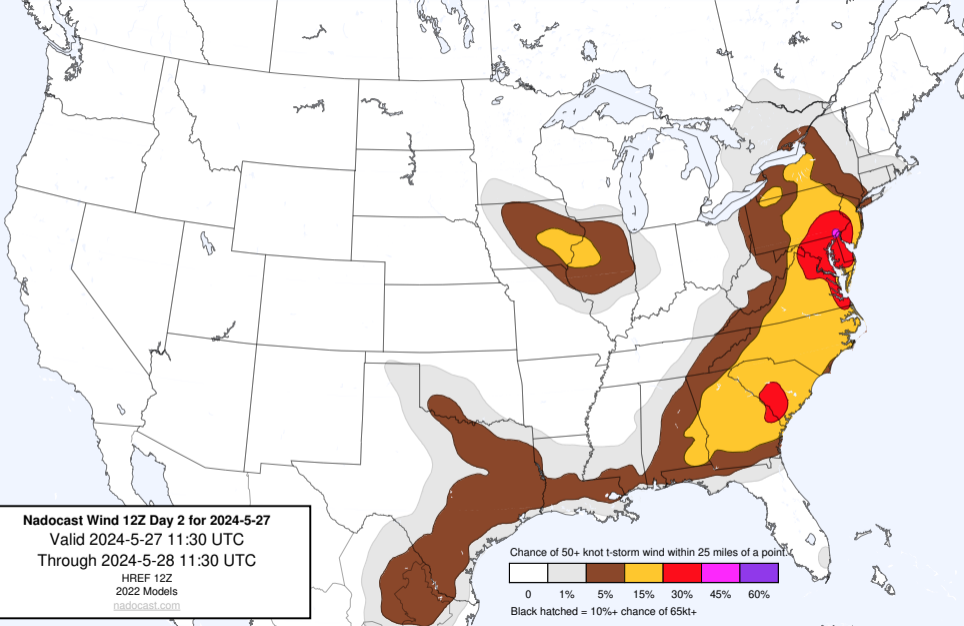 Nadocast Wind 12Z Day 2 for 2024-5-27
Valid 2024-5-27 11:30 UTC
Through 2024-5-28 11:30 UTC
HREF 12Z
2022 Models
nadocast.com
Chance of 50+ knot t-storm wind within 25 miles of a point.
0 1% 5% 15% 30% 45% 60%
Black hatched = 10%+ chance of 65kt+